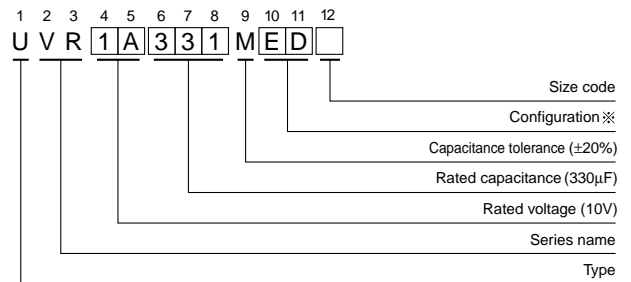 1 2 3 4 5 6 7 8 9 10 11 12
U V R 1 A 3 3 1 M E D
Size code
Configuration※
Capacitance tolerance (±20%)
Rated capacitance (330μF)
Rated voltage (10V)
Series name
Type